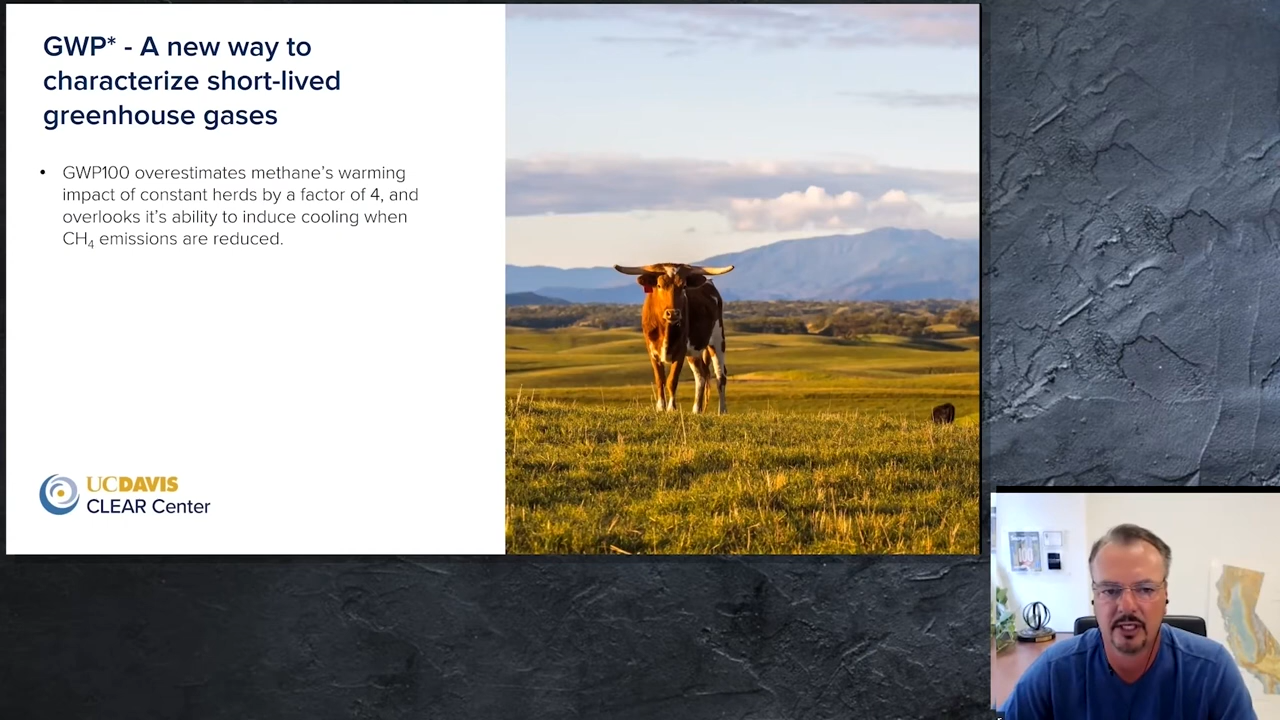 GWP* - A new way to
characterize short-lived
greenhouse gases
• GWP100 overestimates methane's warming
impact of constant herds by a factor of 4, and
overlooks it's ability to induce cooling when
CH₄ emissions are reduced.
UCDAVIS
CLEAR Center